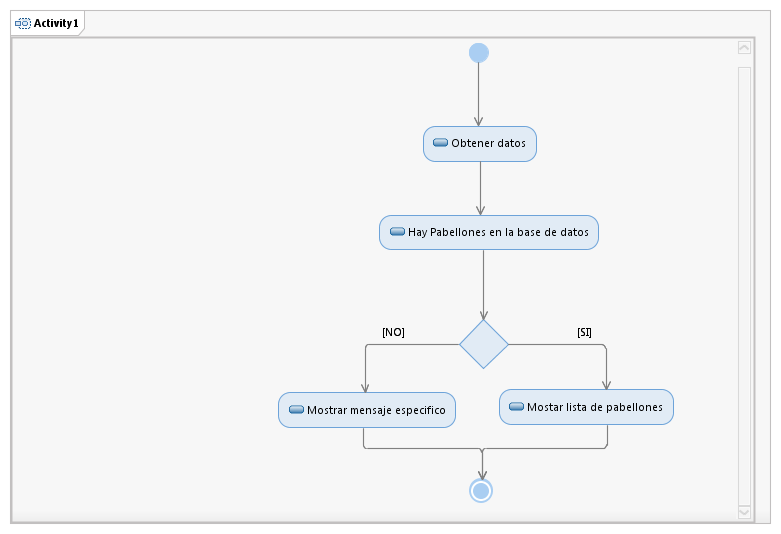 Activity1
Obtener datos
Hay Pabellones en la base de datos
[NO]
[SI]
Mostrar mensaje especifico
Mostar lista de pabellones